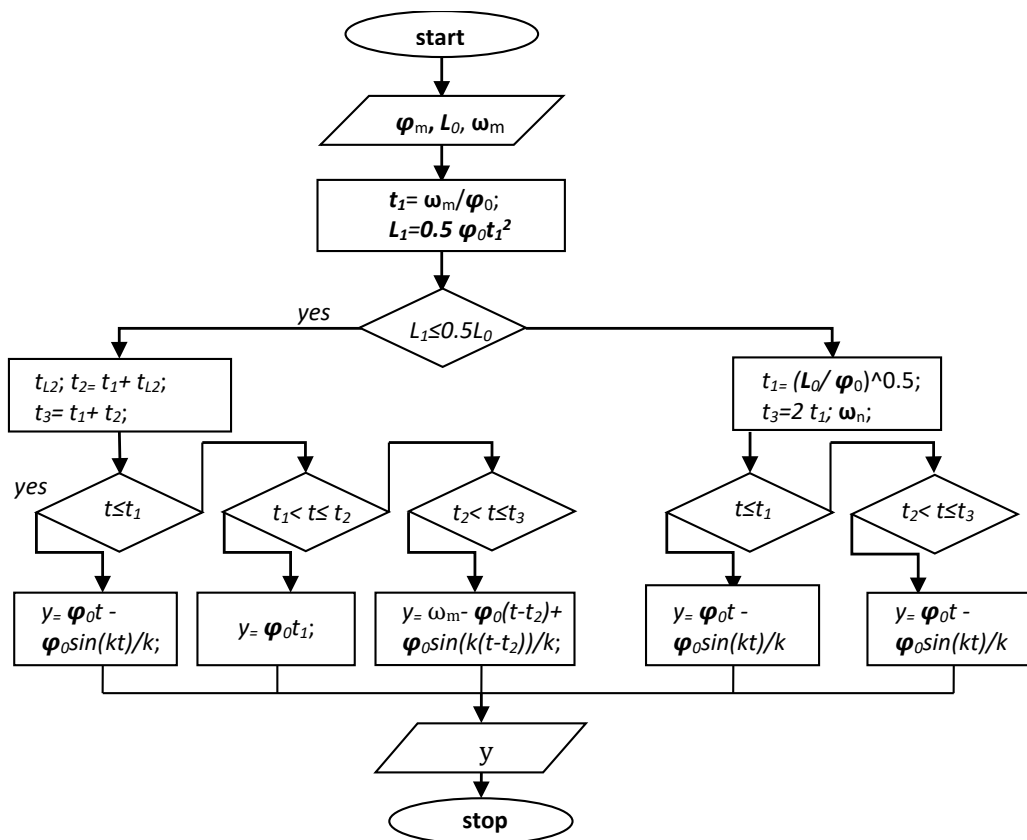 start
φm, L0, ωm
t1= ωm/φ0;
L1=0.5 φ0t1²
yes
L1≤0.5L0
tL2; t2= t1+ tL2;
t3= t1+ t2;
t1= (L0/ φ0)^0.5;
t3=2 t1; ωn;
yes
t≤t1
t1< t≤ t2
t2< t≤t3
t≤t1
t2< t≤t3
y= φ0t -
φ0sin(kt)/k;
y= φ0t1;
y= ωm- φ0(t-t2)+
φ0sin(k(t-t2))/k;
y= φ0t -
φ0sin(kt)/k
y= φ0t -
φ0sin(kt)/k
y
stop